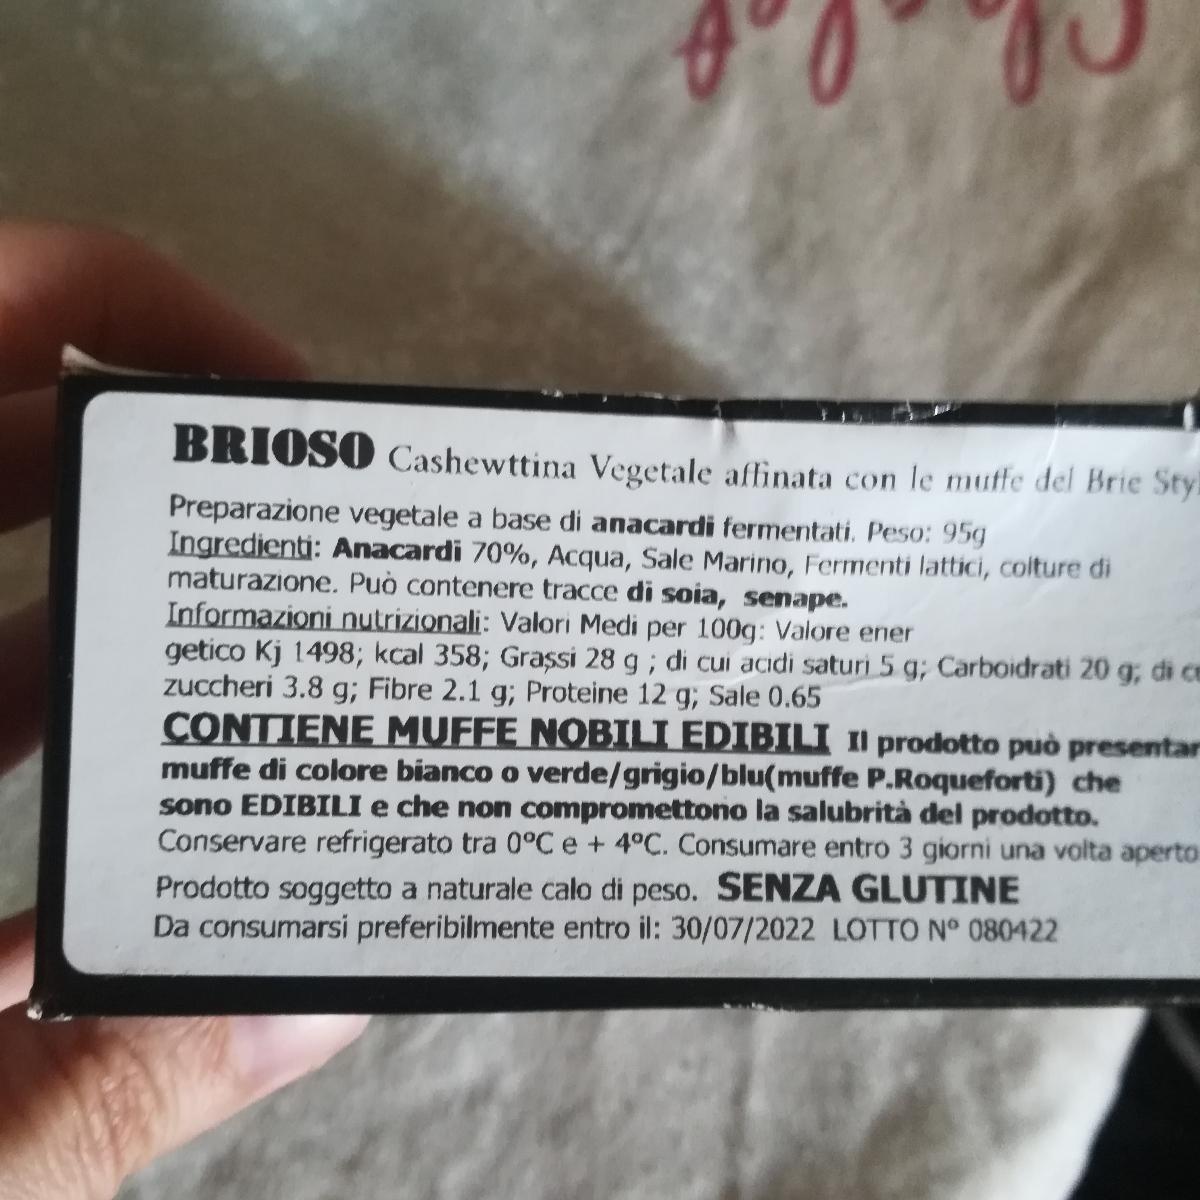 BRIOSO Cashewttina Vegetale affinata con le muffe del Brie Sty
Preparazione vegetale a base di anacardi fermentati. Peso: 95g
Ingredienti: Anacardi 70%, Acqua, Sale Marino, Fermenti lattici, colture di
maturazione. Può contenere tracce di soia, senape.
Informazioni nutrizionali: Valori Medi per 100g: Valore ener
getico Kj 1498; kcal 358; Grassi 28 g ; di cui acidi saturi 5 g; Carboidrati 20 g; di
zuccheri 3.8 g; Fibre 2.1 g; Proteine 12 g; Sale 0.65
CONTIENE MUFFE NOBILI EDIBILI Il prodotto può presentar
muffe di colore bianco o verde/grigio/blu(muffe P.Roqueforti) che
sono EDIBILI e che non compromettono la salubrità del prodotto.
Conservare refrigerato tra 0°C e + 4°C. Consumare entro 3 giorni una volta aperto
Prodotto soggetto a naturale calo di peso. SENZA GLUTINE
Da consumarsi preferibilmente entro il: 30/07/2022 LOTTO N° 080422